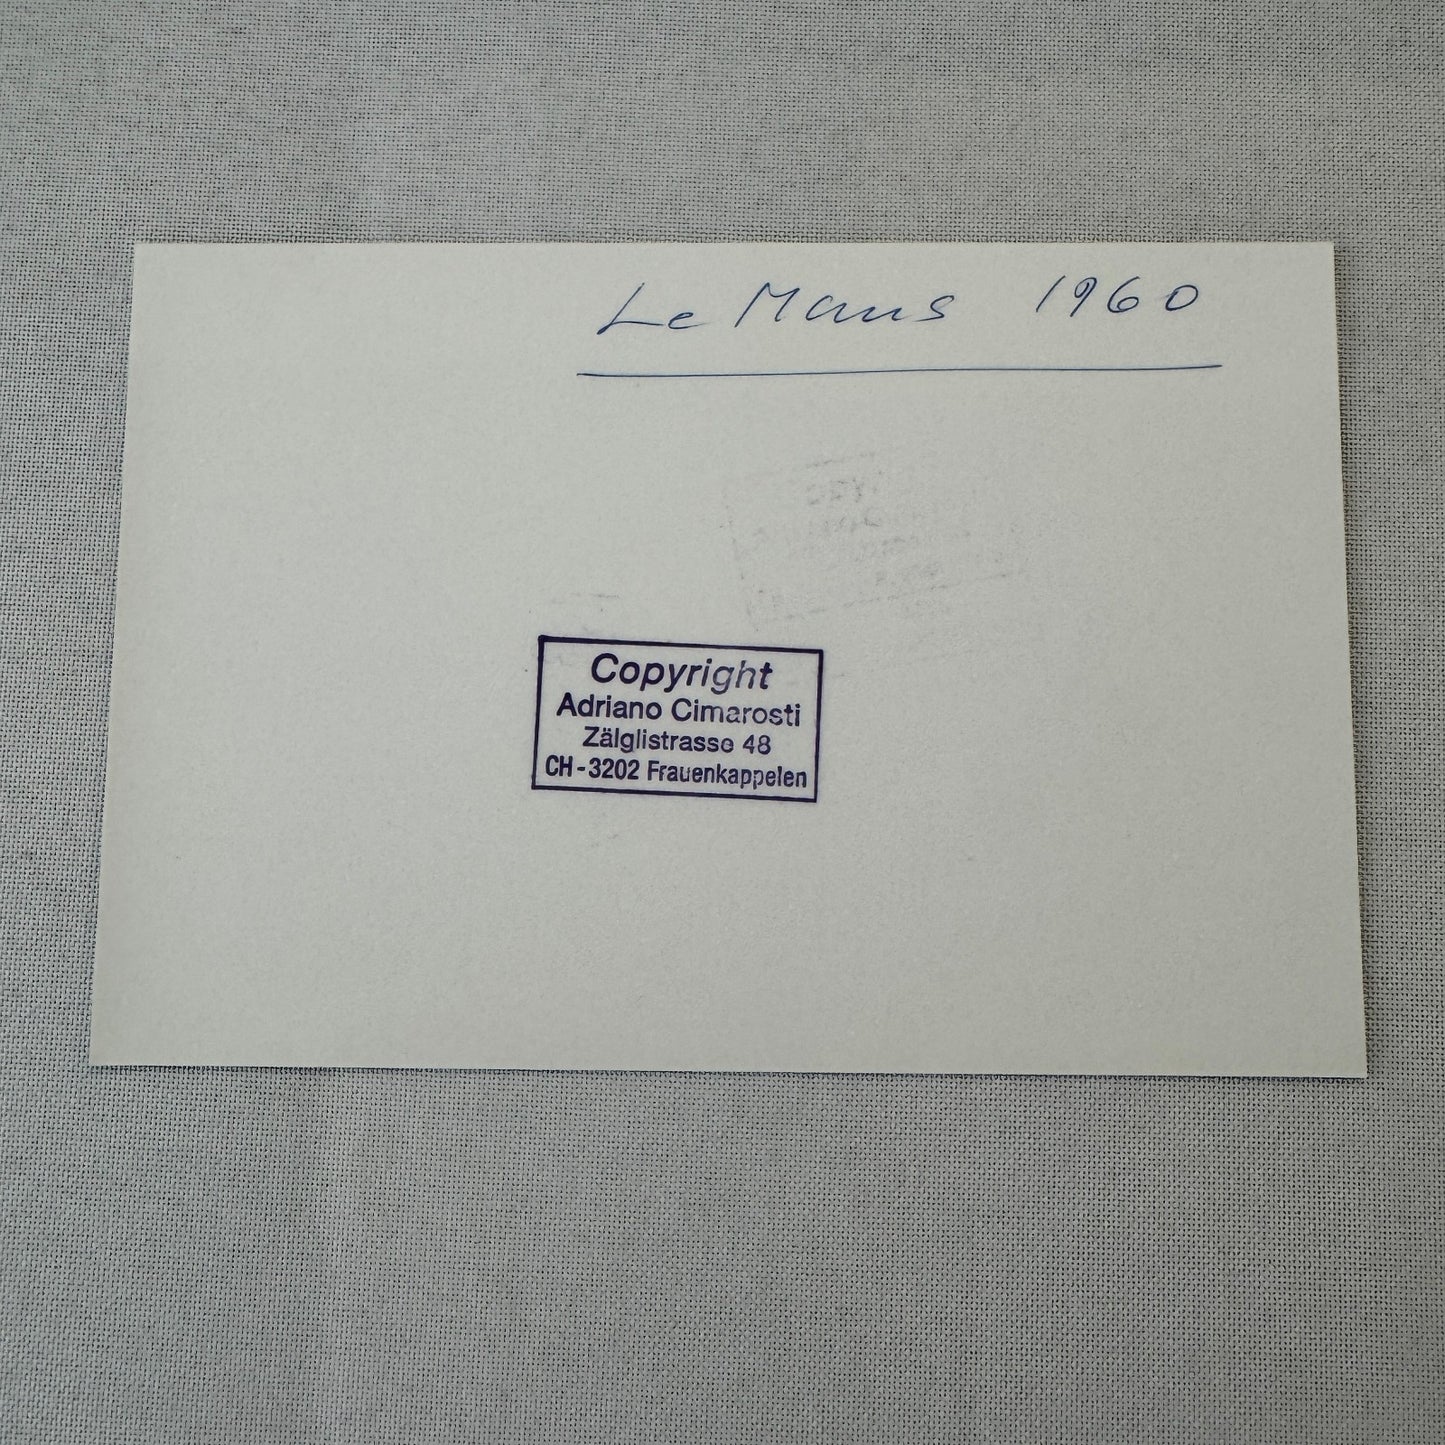 Le Mans 1960
Copyright
Adriano Cimarosti
Zälglistrasse 48
CH-3202 Frauenkappelen